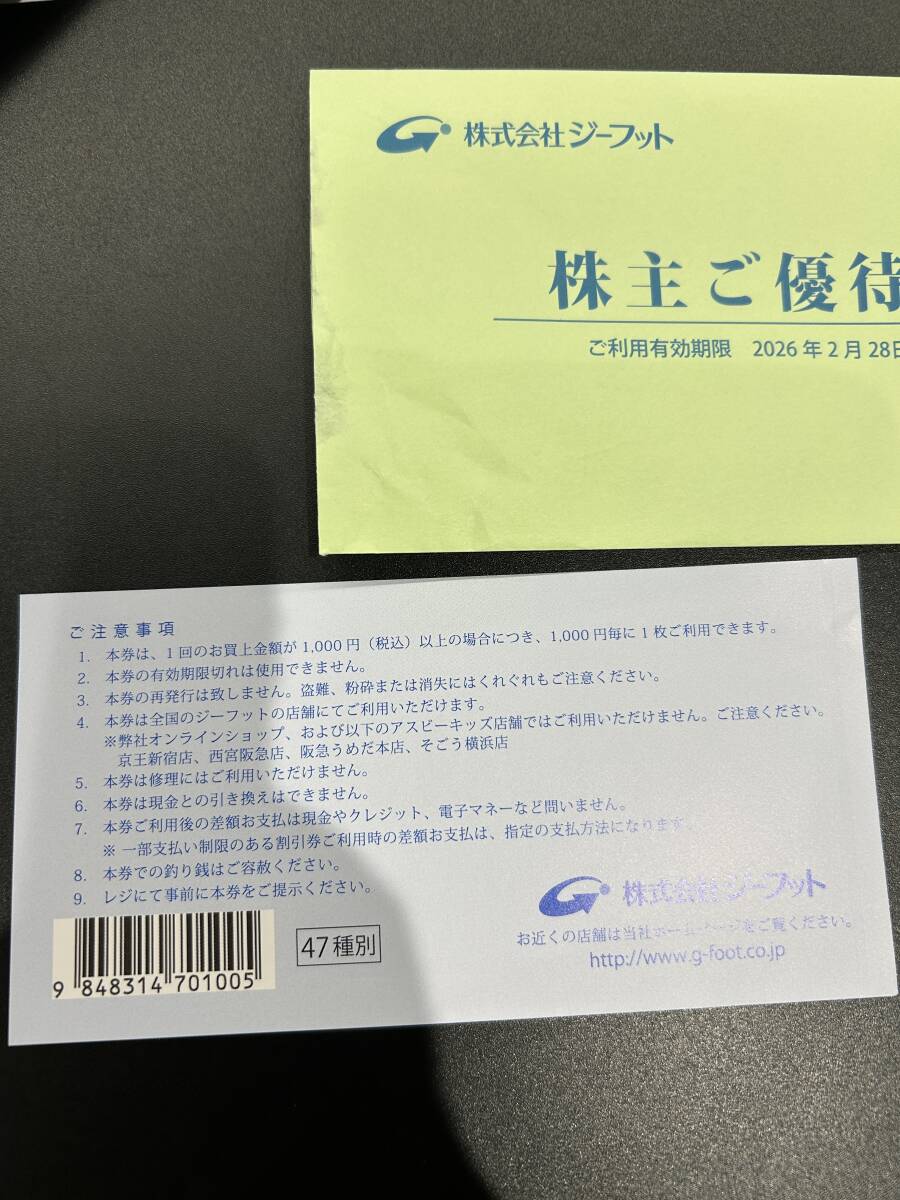 株式会社ジーフット
株主ご優待
ご利用有効期限 2026年2月28日
ご注意事項
1. 本券は、1回のお買上金額が1,000円（税込）以上の場合につき、1,000円毎に1枚ご利用できます。
2. 本券の有効期限切れは使用できません。
3. 本券の再発行は致しません。盗難、粉砕または消失にはくれぐれもご注意ください。
4. 本券は全国のジーフットの店舗にてご利用いただけます。
※弊社オンラインショップ、および以下のアスビーキッズ店舗ではご利用いただけません。ご注意ください。
京王新宿店、西宮阪急店、阪急うめだ本店、そごう横浜店
5. 本券は修理にはご利用いただけません。
6. 本券は現金との引き換えはできません。
7. 本券ご利用後の差額お支払は現金やクレジット、電子マネーなど問いません。
※ 一部支払い制限のある割引券ご利用時の差額お支払は、指定の支払方法になります。
8. 本券での釣り銭はご容赦ください。
9. レジにて事前に本券をご提示ください。
株式会社ジーフット
お近くの店舗は当社ホームページをご覧ください。
http://www.g-foot.co.jp
47種別
9 848314 701005